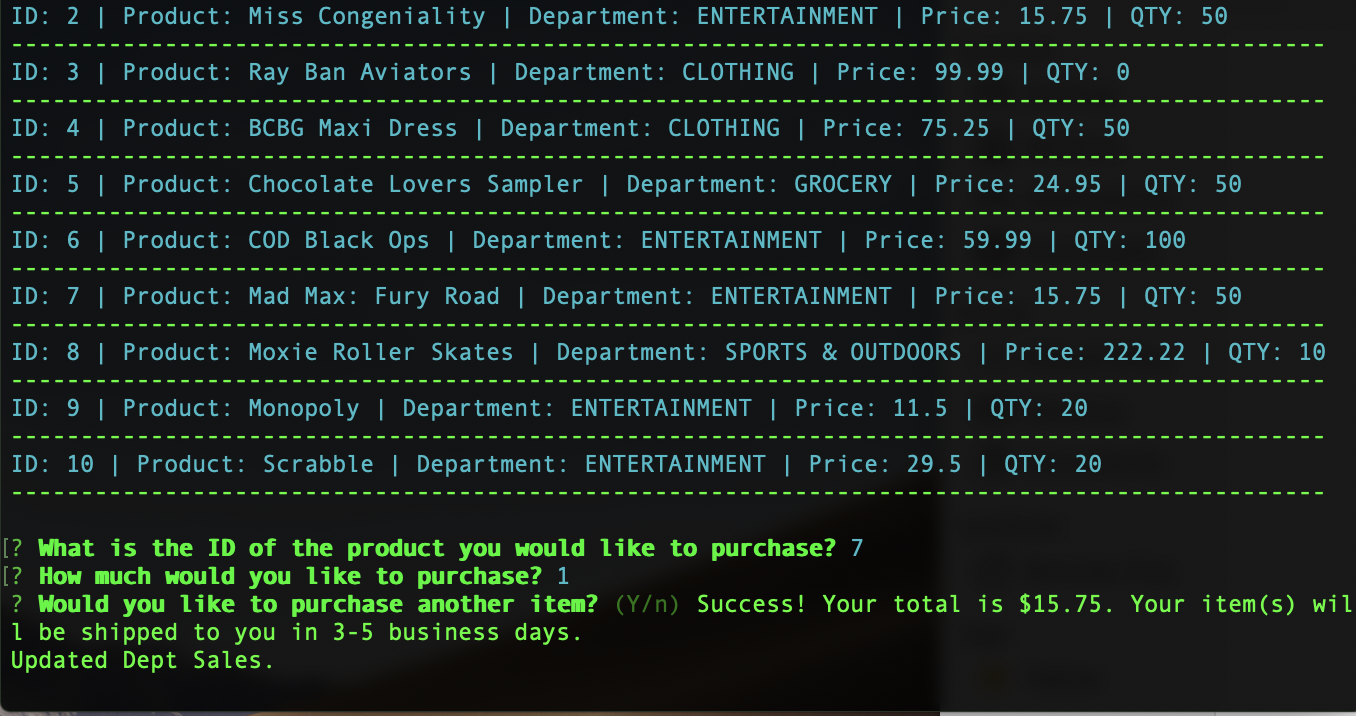 ID: 2 | Product: Miss Congeniality | Department: ENTERTAINMENT | Price: 15.75 | QTY: 50
----------------------------------------------------------------------------------------------
ID: 3 | Product: Ray Ban Aviators | Department: CLOTHING | Price: 99.99 | QTY: 0
----------------------------------------------------------------------------------------------
ID: 4 | Product: BCBG Maxi Dress | Department: CLOTHING | Price: 75.25 | QTY: 50
----------------------------------------------------------------------------------------------
ID: 5 | Product: Chocolate Lovers Sampler | Department: GROCERY | Price: 24.95 | QTY: 50
----------------------------------------------------------------------------------------------
ID: 6 | Product: COD Black Ops | Department: ENTERTAINMENT | Price: 59.99 | QTY: 100
----------------------------------------------------------------------------------------------
ID: 7 | Product: Mad Max: Fury Road | Department: ENTERTAINMENT | Price: 15.75 | QTY: 50
----------------------------------------------------------------------------------------------
ID: 8 | Product: Moxie Roller Skates | Department: SPORTS & OUTDOORS | Price: 222.22 | QTY: 10
----------------------------------------------------------------------------------------------
ID: 9 | Product: Monopoly | Department: ENTERTAINMENT | Price: 11.5 | QTY: 20
----------------------------------------------------------------------------------------------
ID: 10 | Product: Scrabble | Department: ENTERTAINMENT | Price: 29.5 | QTY: 20
----------------------------------------------------------------------------------------------
[? What is the ID of the product you would like to purchase? 7
[? How much would you like to purchase? 1
? Would you like to purchase another item? (Y/n) Success! Your total is $15.75. Your item(s) wil
l be shipped to you in 3-5 business days.
Updated Dept Sales.